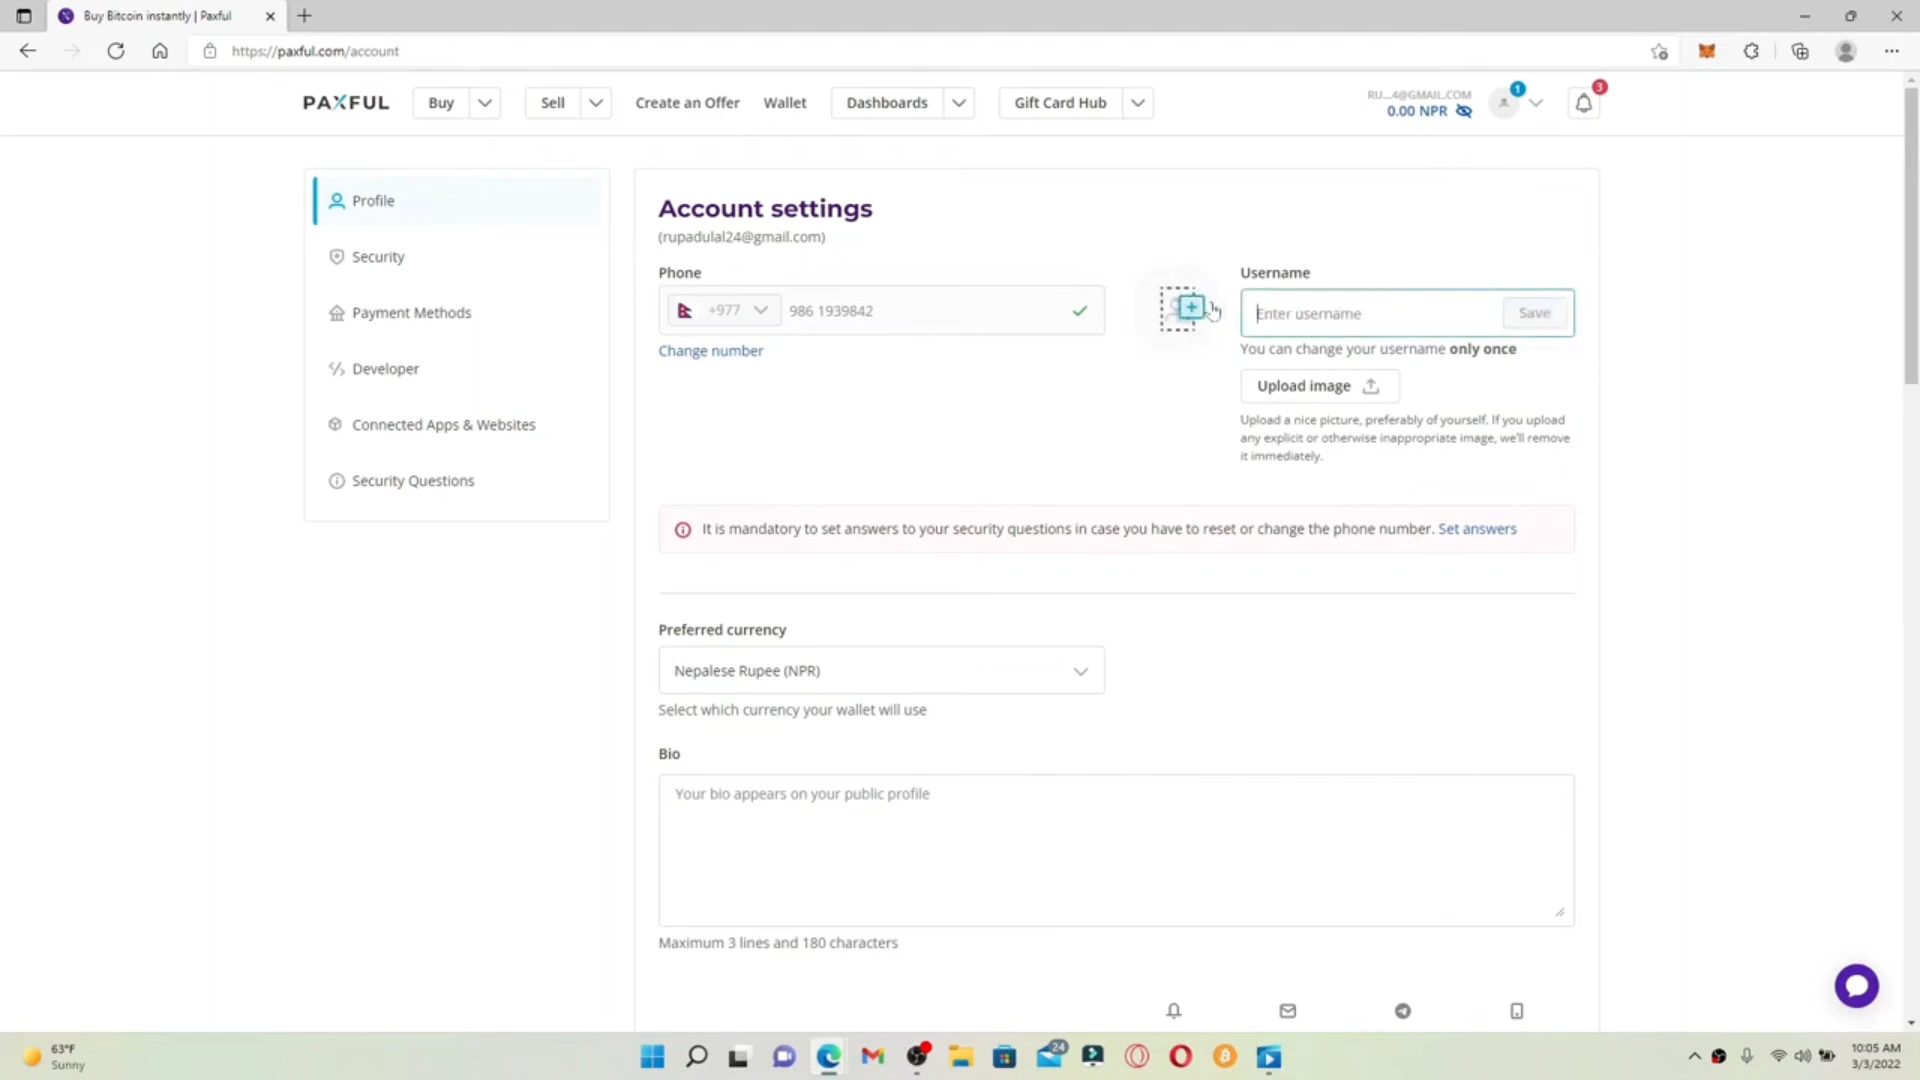 Buy Bitcoin instantly | Paxful
https://paxful.com/account
PAXFUL
Buy
Sell
Create an Offer
Wallet
Dashboards
Gift Card Hub
RU...4@GMAIL.COM
0.00 NPR
1
3
Profile
Security
Payment Methods
Developer
Connected Apps & Websites
Security Questions
Account settings
(rupadulal24@gmail.com)
Phone
+977
986 1939842
Change number
Username
Enter username
Save
You can change your username only once
Upload image
Upload a nice picture, preferably of yourself. If you upload
any explicit or otherwise inappropriate image, we'll remove
it immediately.
It is mandatory to set answers to your security questions in case you have to reset or change the phone number. Set answers
Preferred currency
Nepalese Rupee (NPR)
Select which currency your wallet will use
Bio
Your bio appears on your public profile
Maximum 3 lines and 180 characters
63°F
Sunny
24
10:05 AM
3/3/2022